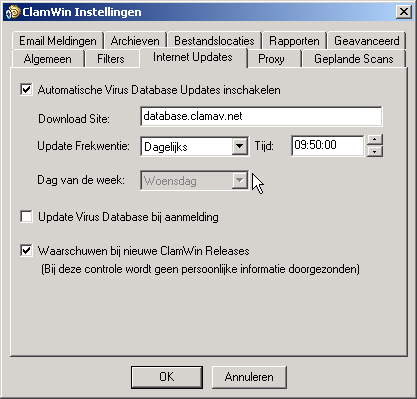 ClamWin Instellingen
Email Meldingen Archieven Bestandslocaties Rapporten Geavanceerd
Algemeen Filters Internet Updates Proxy Geplande Scans
Automatische Virus Database Updates inschakelen
Download Site: database.clamav.net
Update Frekwentie: Dagelijks Tijd: 09:50:00
Dag van de week: Woensdag
Update Virus Database bij aanmelding
Waarschuwen bij nieuwe ClamWin Releases
(Bij deze controle wordt geen persoonlijke informatie doorgezonden)
OK Annuleren